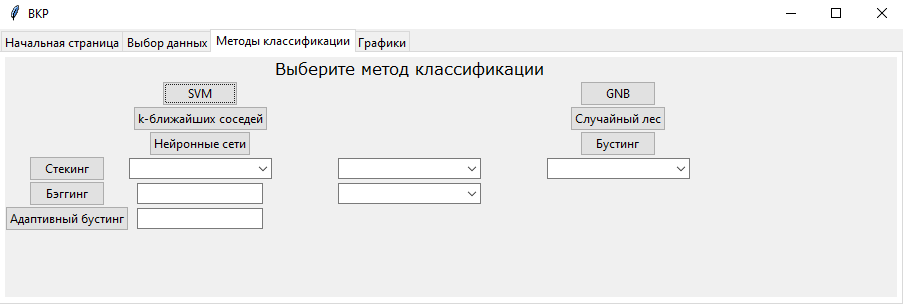 ВКР
Начальная страница Выбор данных Методы классификации Графики
Выберите метод классификации
SVM GNB
k-ближайших соседей Случайный лес
Нейронные сети Бустинг
Стекинг
Бэггинг
Адаптивный бустинг